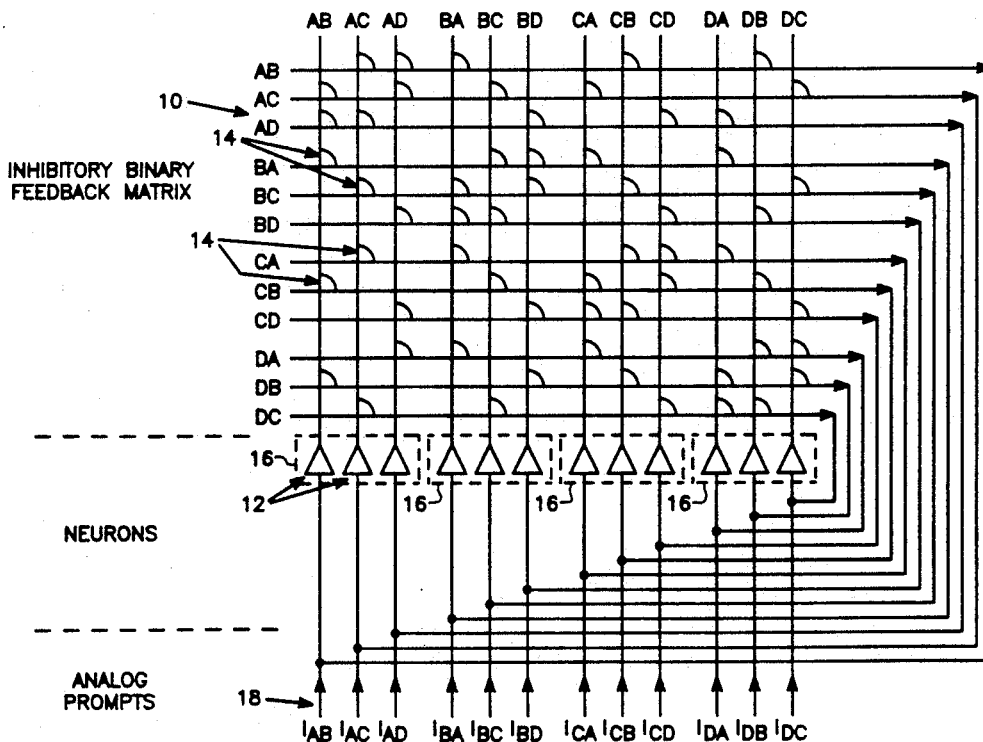 AB AC AD BA BC BD CA CB CD DA DB DC
AB
10 AC
AD
14
BA
INHIBITORY BINARY
FEEDBACK MATRIX
BC
BD
14
CA
CB
CD
DA
DB
DC
16
12 16 16 16
NEURONS
ANALOG
PROMPTS
18
IAB IAC IAD IBA IBC IBD ICA ICB ICD IDA IDB IDC